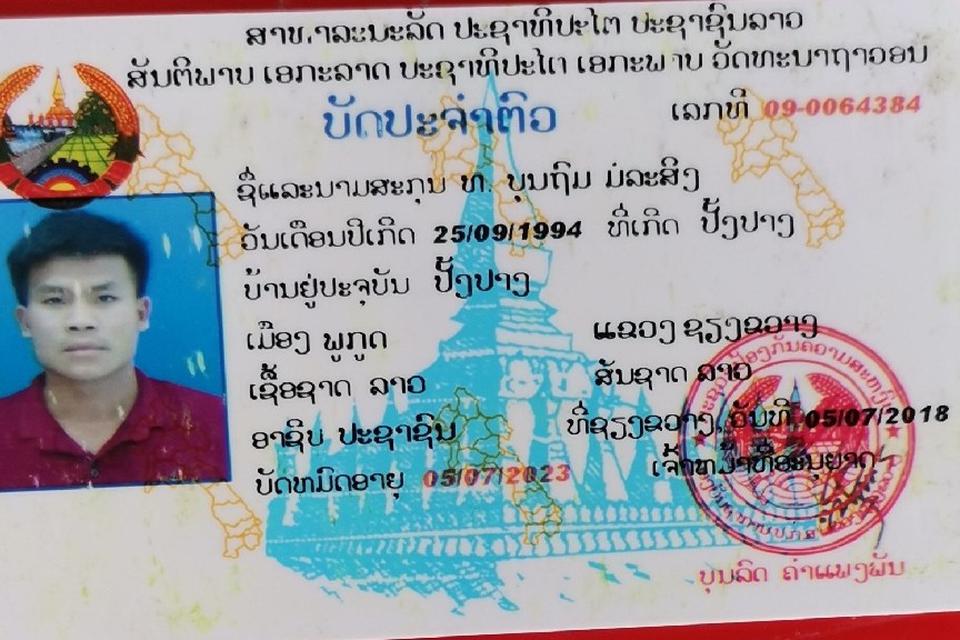 ສາທາລະນະລັດ ປະຊາທິປະໄຕ ປະຊາຊົນລາວ
ສັນຕິພາບ ເອກະລາດ ປະຊາທິປະໄຕ ເອກະພາບ ວັດທະນາຖາວອນ
ບັດປະຈຳຕົວ ເລກທີ 09-0064384
ຊື່ແລະນາມສະກຸນ ທ. ບຸນຖົມ ມໍລະສິງ
ວັນເດືອນປີເກີດ 25/09/1994 ທີ່ເກີດ ປັ້ງປາງ
ບ້ານຢູ່ປະຈຸບັນ ປັ້ງປາງ
ເມືອງ ພູກູດ ແຂວງ ຊຽງຂວາງ
ເຊື້ອຊາດ ລາວ ສັນຊາດ ລາວ
ອາຊີບ ປະຊາຊົນ ທີ່ຊຽງຂວາງ, ວັນທີ 05/07/2018
ບັດຫມົດອາຍຸ 05/07/2023 ເຈົ້າຫນ້າທີ່ອະນຸຍາດ
ບຸນລິດ ຄຳແພງພັນ